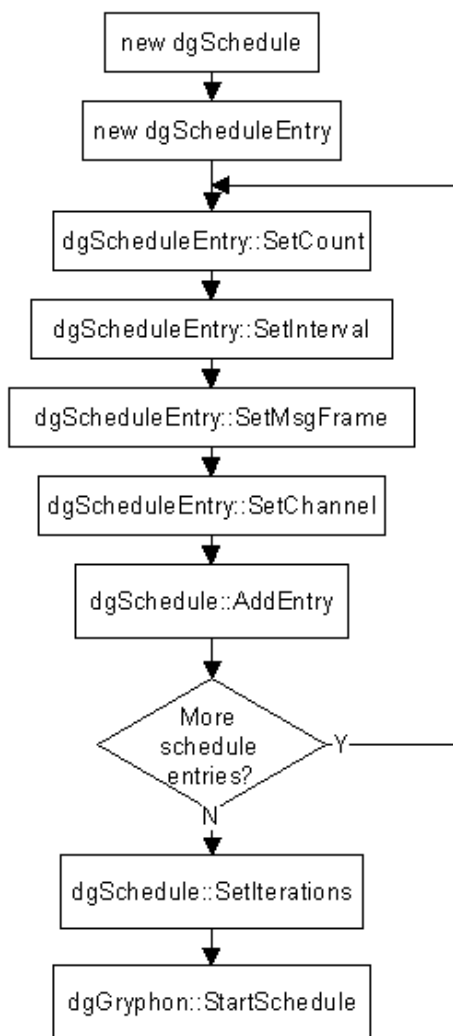 new dgSchedule
new dgScheduleEntry
dgScheduleEntry::SetCount
dgScheduleEntry::SetInterval
dgScheduleEntry::SetMsgFrame
dgScheduleEntry::SetChannel
dgSchedule::AddEntry
More
schedule
entries?
Y
N
dgSchedule::SetIterations
dgGryphon::StartSchedule